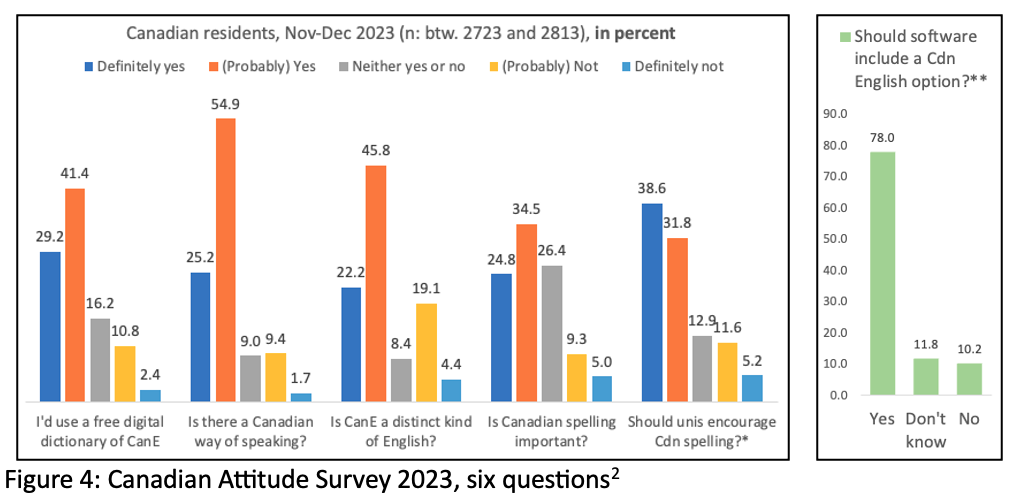 Canadian residents, Nov-Dec 2023 (n: btw. 2723 and 2813), in percent
Definitely yes (Probably) Yes Neither yes or no (Probably) Not Definitely not
29.2 41.4 16.2 10.8 2.4
25.2 54.9 9.0 9.4 1.7
22.2 45.8 8.4 19.1 4.4
24.8 34.5 26.4 9.3 5.0
38.6 31.8 12.9 11.6 5.2
I'd use a free digital
dictionary of CanE
Is there a Canadian
way of speaking?
Is CanE a distinct kind
of English?
Is Canadian spelling
important?
Should unis encourage
Cdn spelling?*
Should software
include a Cdn
English option?**
90.0
80.0
70.0
60.0
50.0
40.0
30.0
20.0
10.0
0.0
78.0 11.8 10.2
Yes Don't No
know
Figure 4: Canadian Attitude Survey 2023, six questions2